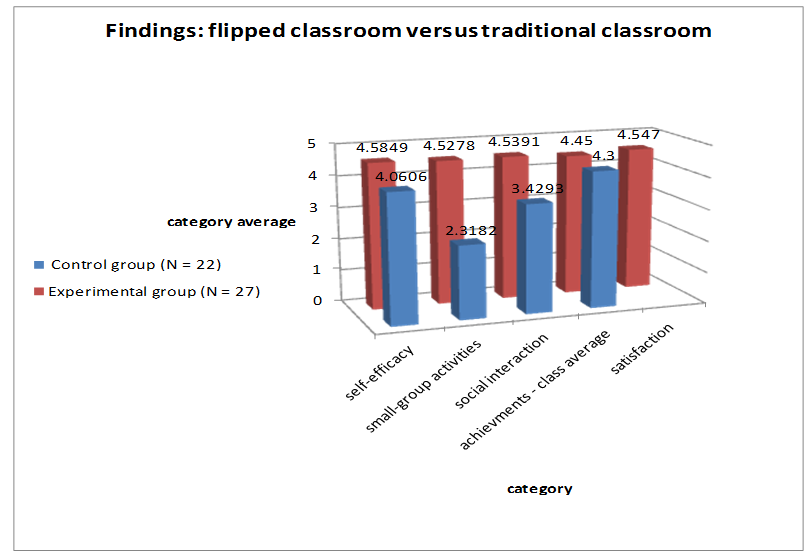 Findings: flipped classroom versus traditional classroom
5
4
3
2
1
0
category average
4.5849
4.5278
4.5391
4.45
4.547
4.0606
2.3182
3.4293
4.3
Control group (N = 22)
Experimental group (N = 27)
self-efficacy
small-group activities
social interaction
achievments - class average
satisfaction
category